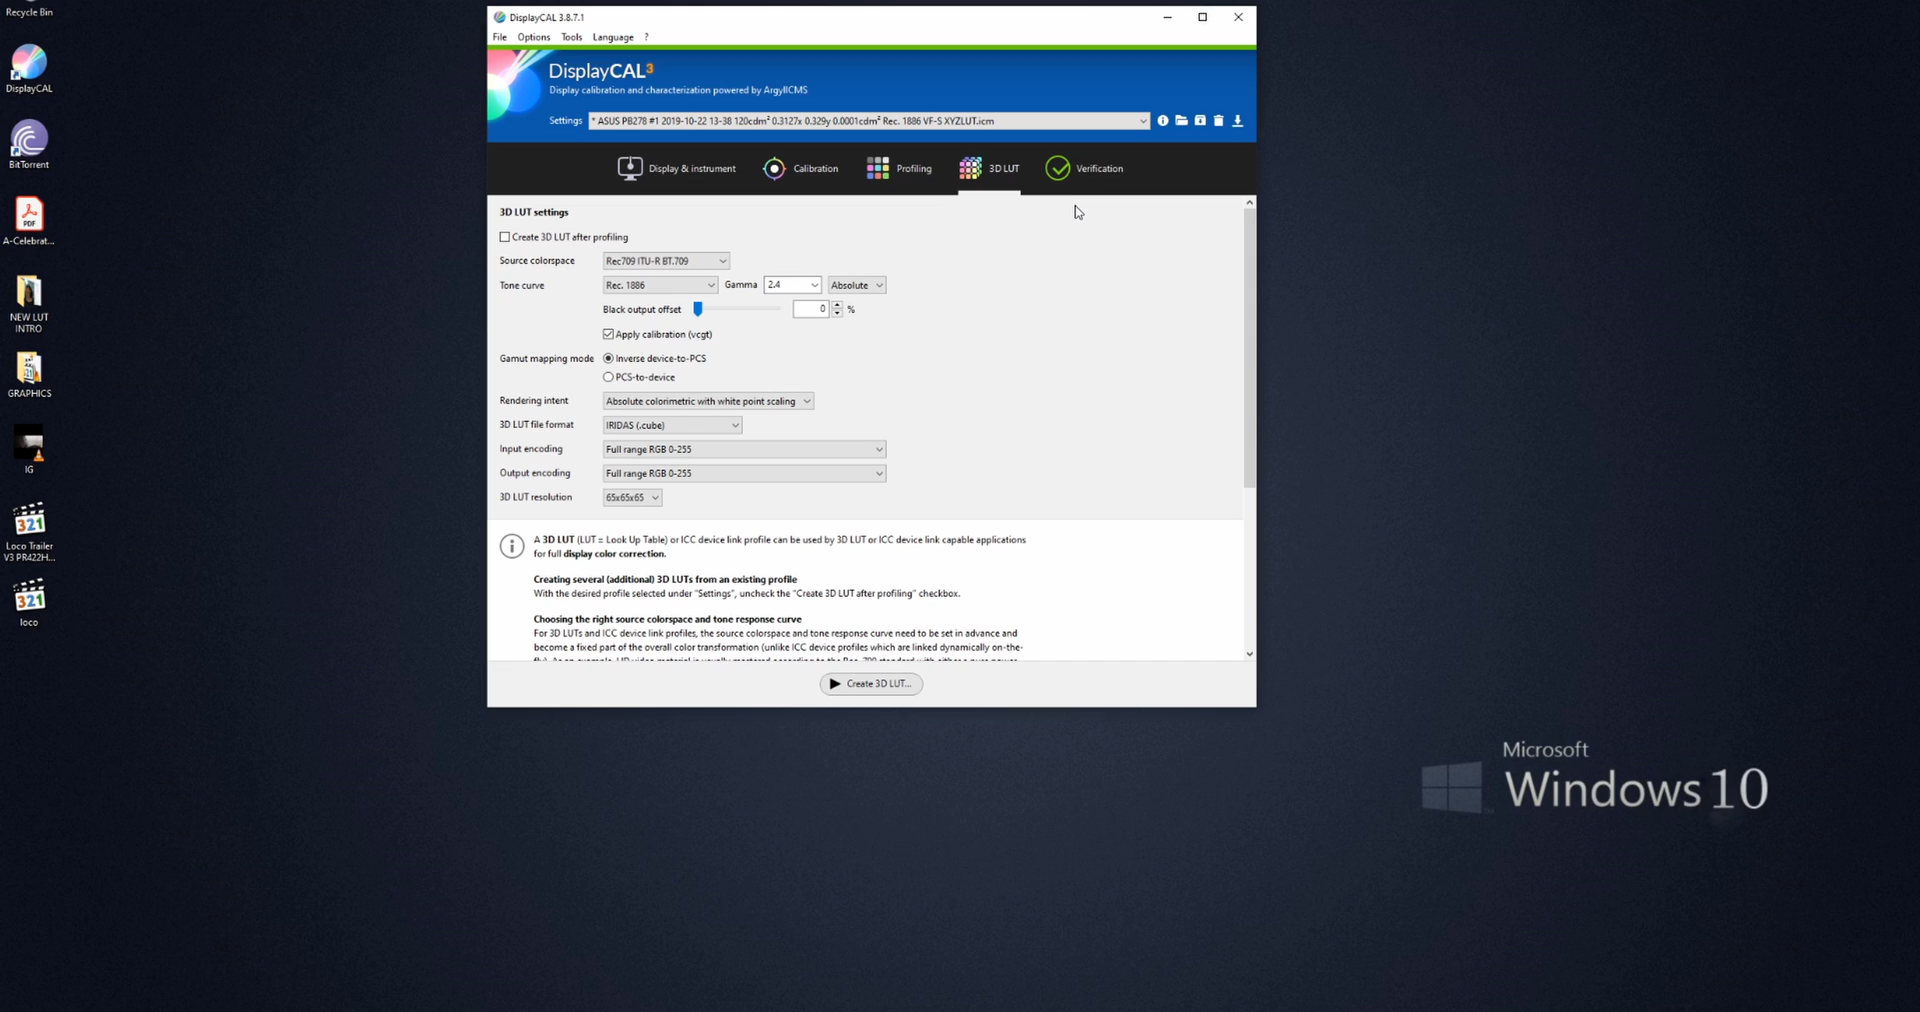 Recycle Bin
DisplayCAL
BitTorrent
PDF
A-Celebrat...
NEW LUT
INTRO
GRAPHICS
IG
321
Loco Trailer
V3 PR422H...
321
loco
DisplayCAL 3.8.7.1
File Options Tools Language ?
DisplayCAL3
Display calibration and characterization powered by ArgyllCMS
Settings * ASUS PB278 #1 2019-10-22 13-38 120cdm² 0.3127x 0.329y 0.0001cdm² Rec. 1886 VF-S XYZLUT.icm
Display & instrument Calibration Profiling 3D LUT Verification
3D LUT settings
Create 3D LUT after profiling
Source colorspace Rec709 ITU-R BT.709
Tone curve Rec. 1886 Gamma 2.4 Absolute
Black output offset 0 %
Apply calibration (vcgt)
Gamut mapping mode Inverse device-to-PCS
PCS-to-device
Rendering intent Absolute colorimetric with white point scaling
3D LUT file format IRIDAS (.cube)
Input encoding Full range RGB 0-255
Output encoding Full range RGB 0-255
3D LUT resolution 65x65x65
A 3D LUT (LUT = Look Up Table) or ICC device link profile can be used by 3D LUT or ICC device link capable applications
for full display color correction.
Creating several (additional) 3D LUTs from an existing profile
With the desired profile selected under "Settings", uncheck the "Create 3D LUT after profiling" checkbox.
Choosing the right source colorspace and tone response curve
For 3D LUTs and ICC device link profiles, the source colorspace and tone response curve need to be set in advance and
become a fixed part of the overall color transformation (unlike ICC device profiles which are linked dynamically on-the-
Create 3D LUT...
Microsoft
Windows 10